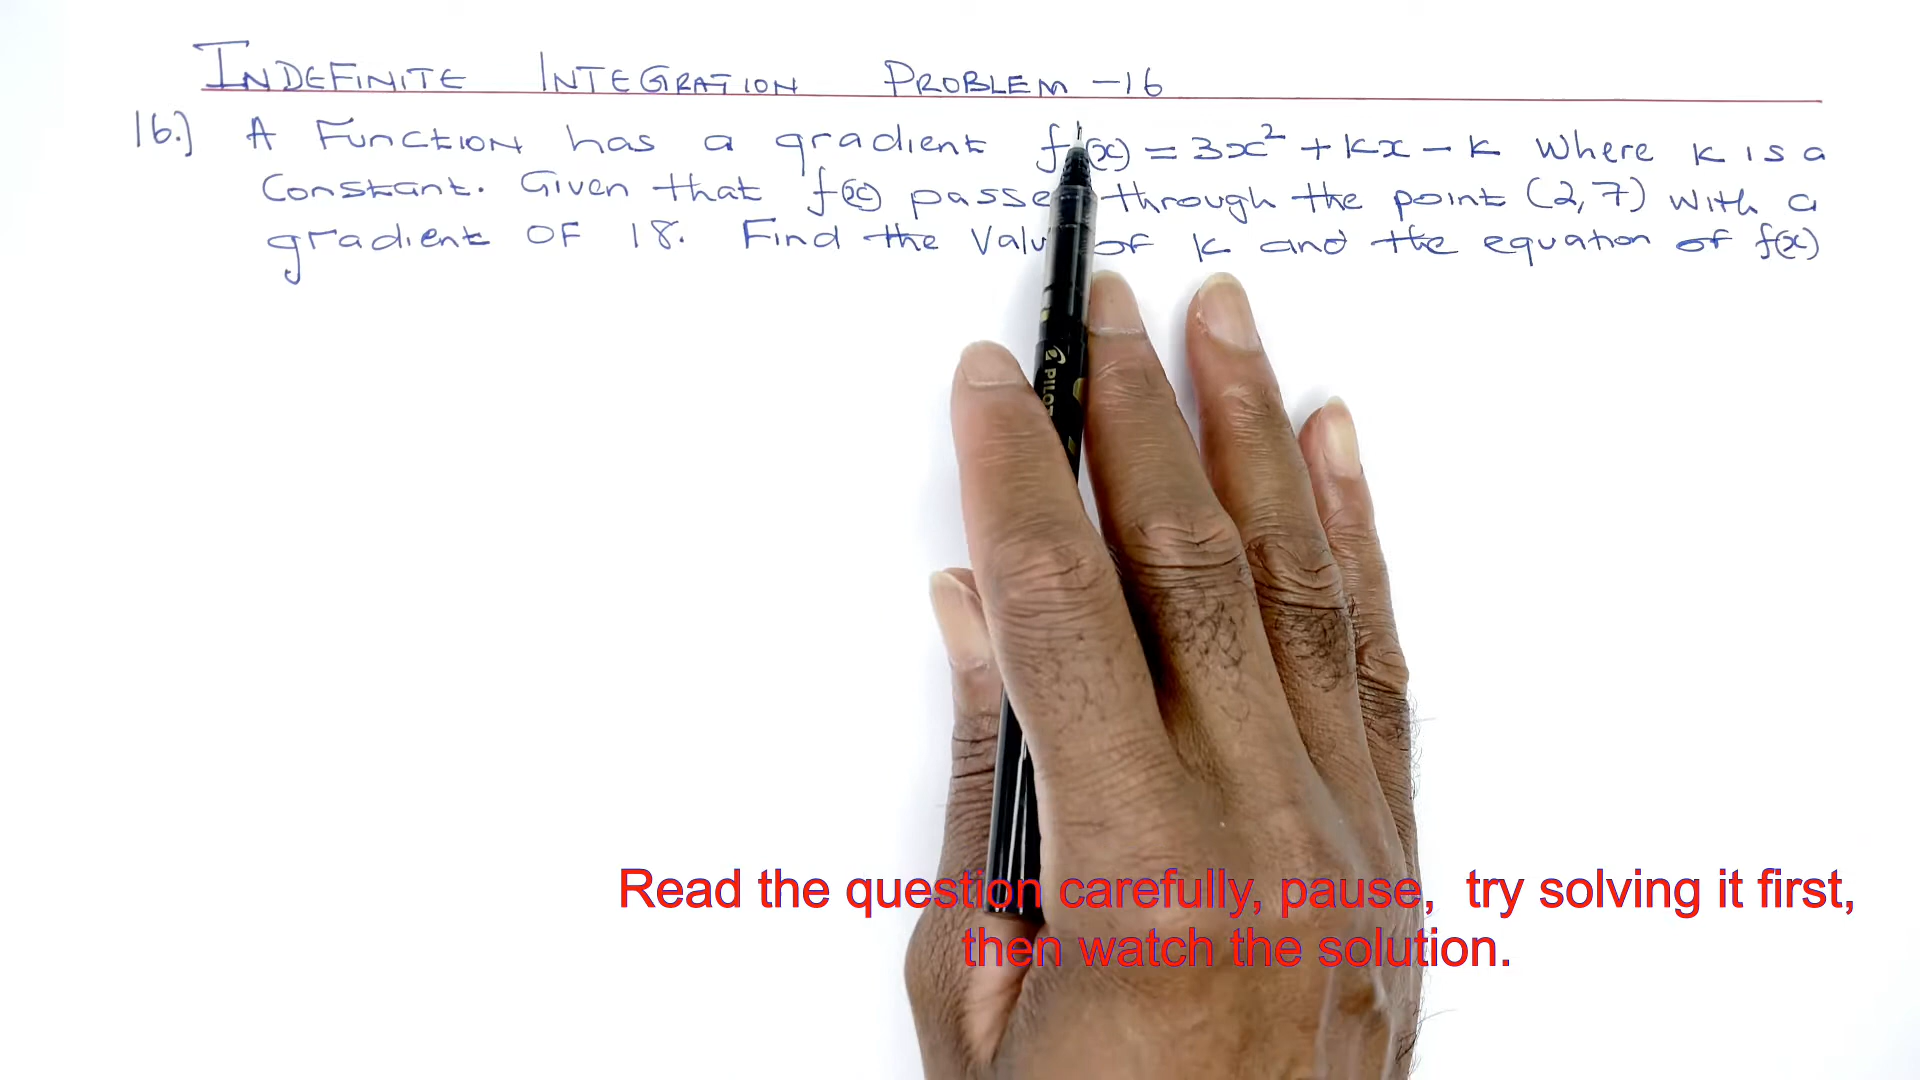 INDEFINITE INTEGRATION PROBLEM -16
16.) A Function has a gradient f'(x) = 3x² + kx - k where k is a
Constant. Given that f(x) passes through the point (2,7) with a
gradient of 18. Find the Value of k and the equation of f(x)
PILOT
Read the question carefully, pause, try solving it first,
then watch the solution.